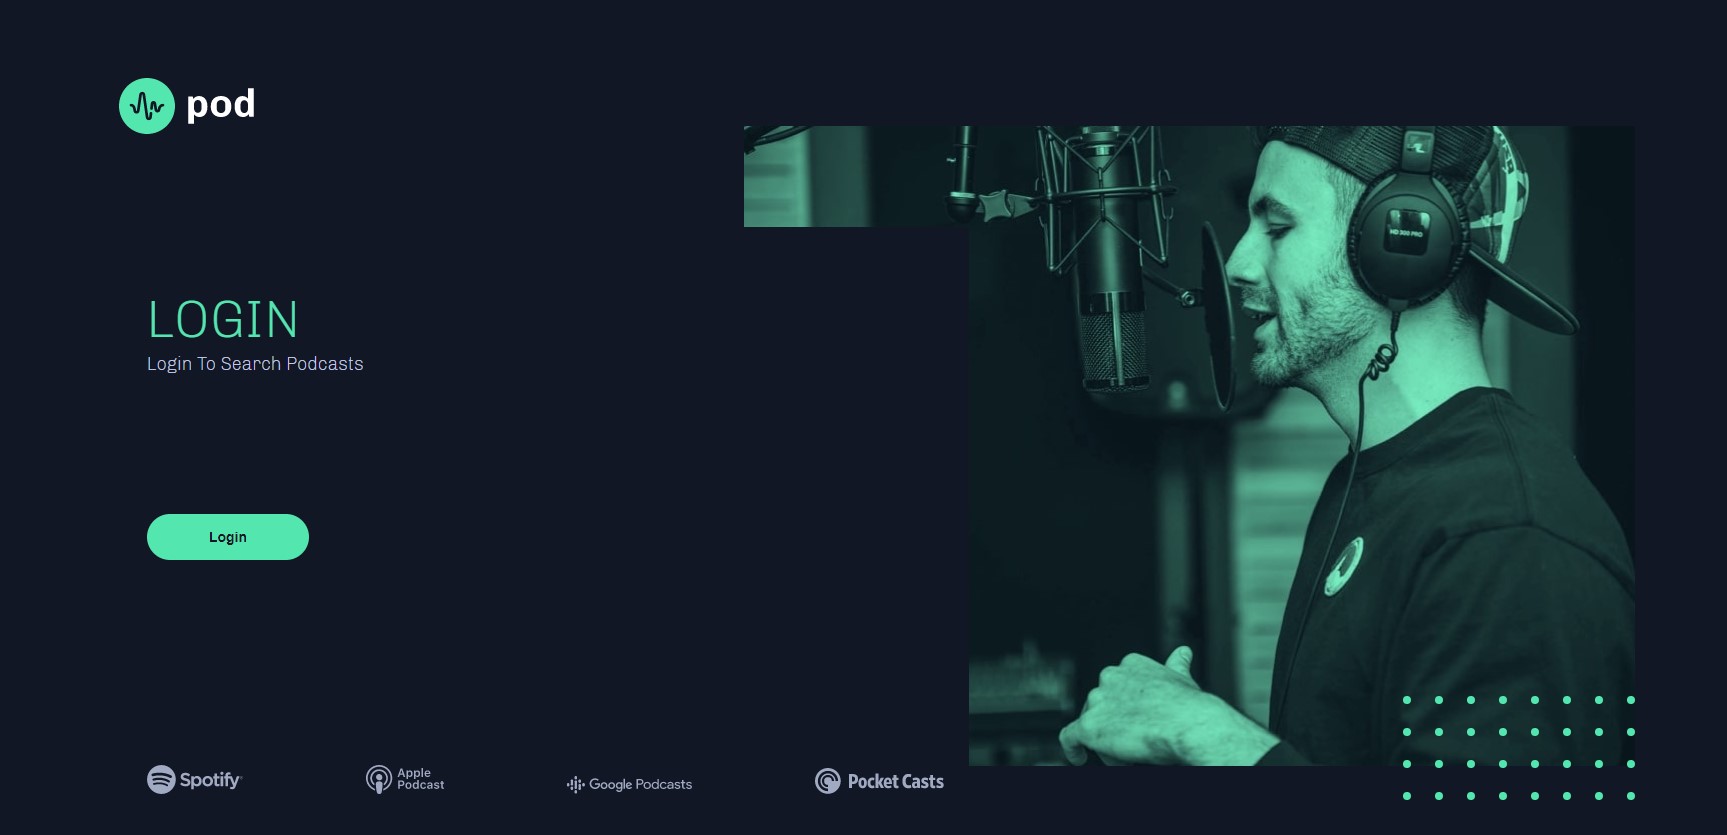 pod
HD 300 PRO
LOGIN
Login To Search Podcasts
Login
Spotify
Apple
Podcast
Google Podcasts
Pocket Casts